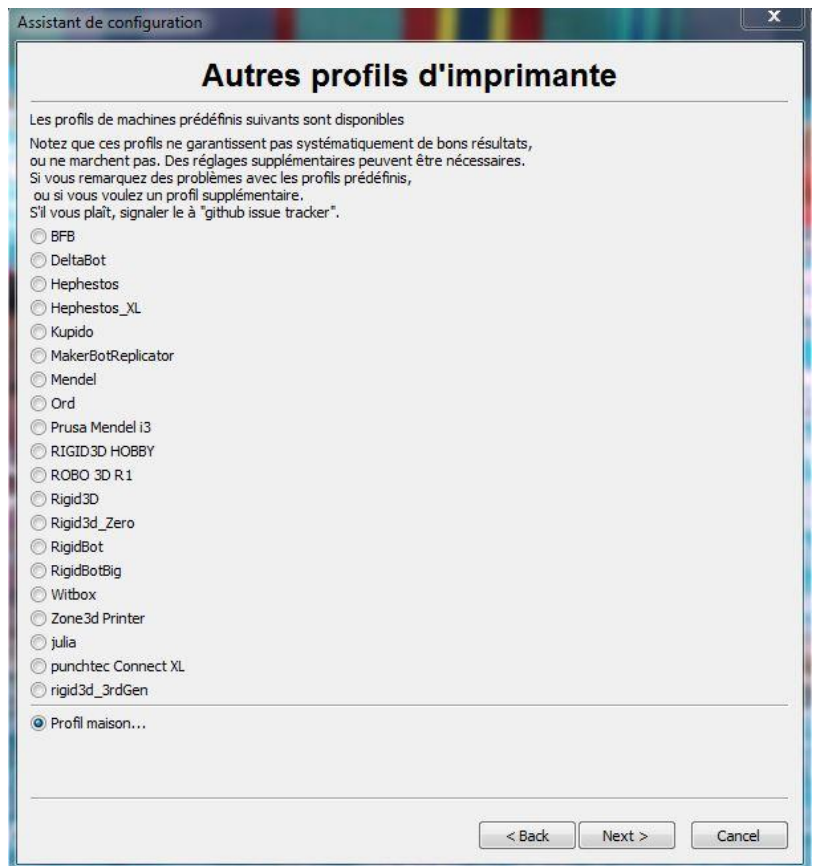 Assistant de configuration
x
Autres profils d'imprimante
Les profils de machines prédéfinis suivants sont disponibles
Notez que ces profils ne garantissent pas systématiquement de bons résultats,
ou ne marchent pas. Des réglages supplémentaires peuvent être nécessaires.
Si vous remarquez des problèmes avec les profils prédéfinis,
ou si vous voulez un profil supplémentaire.
S'il vous plaît, signaler le à "github issue tracker".
BFB
DeltaBot
Hephestos
Hephestos_XL
Kupido
MakerBotReplicator
Mendel
Ord
Prusa Mendel i3
RIGID3D HOBBY
ROBO 3D R1
Rigid3D
Rigid3d_Zero
RigidBot
RigidBotBig
Witbox
Zone3d Printer
julia
punchtec Connect XL
rigid3d_3rdGen
Profil maison...
< Back Next > Cancel